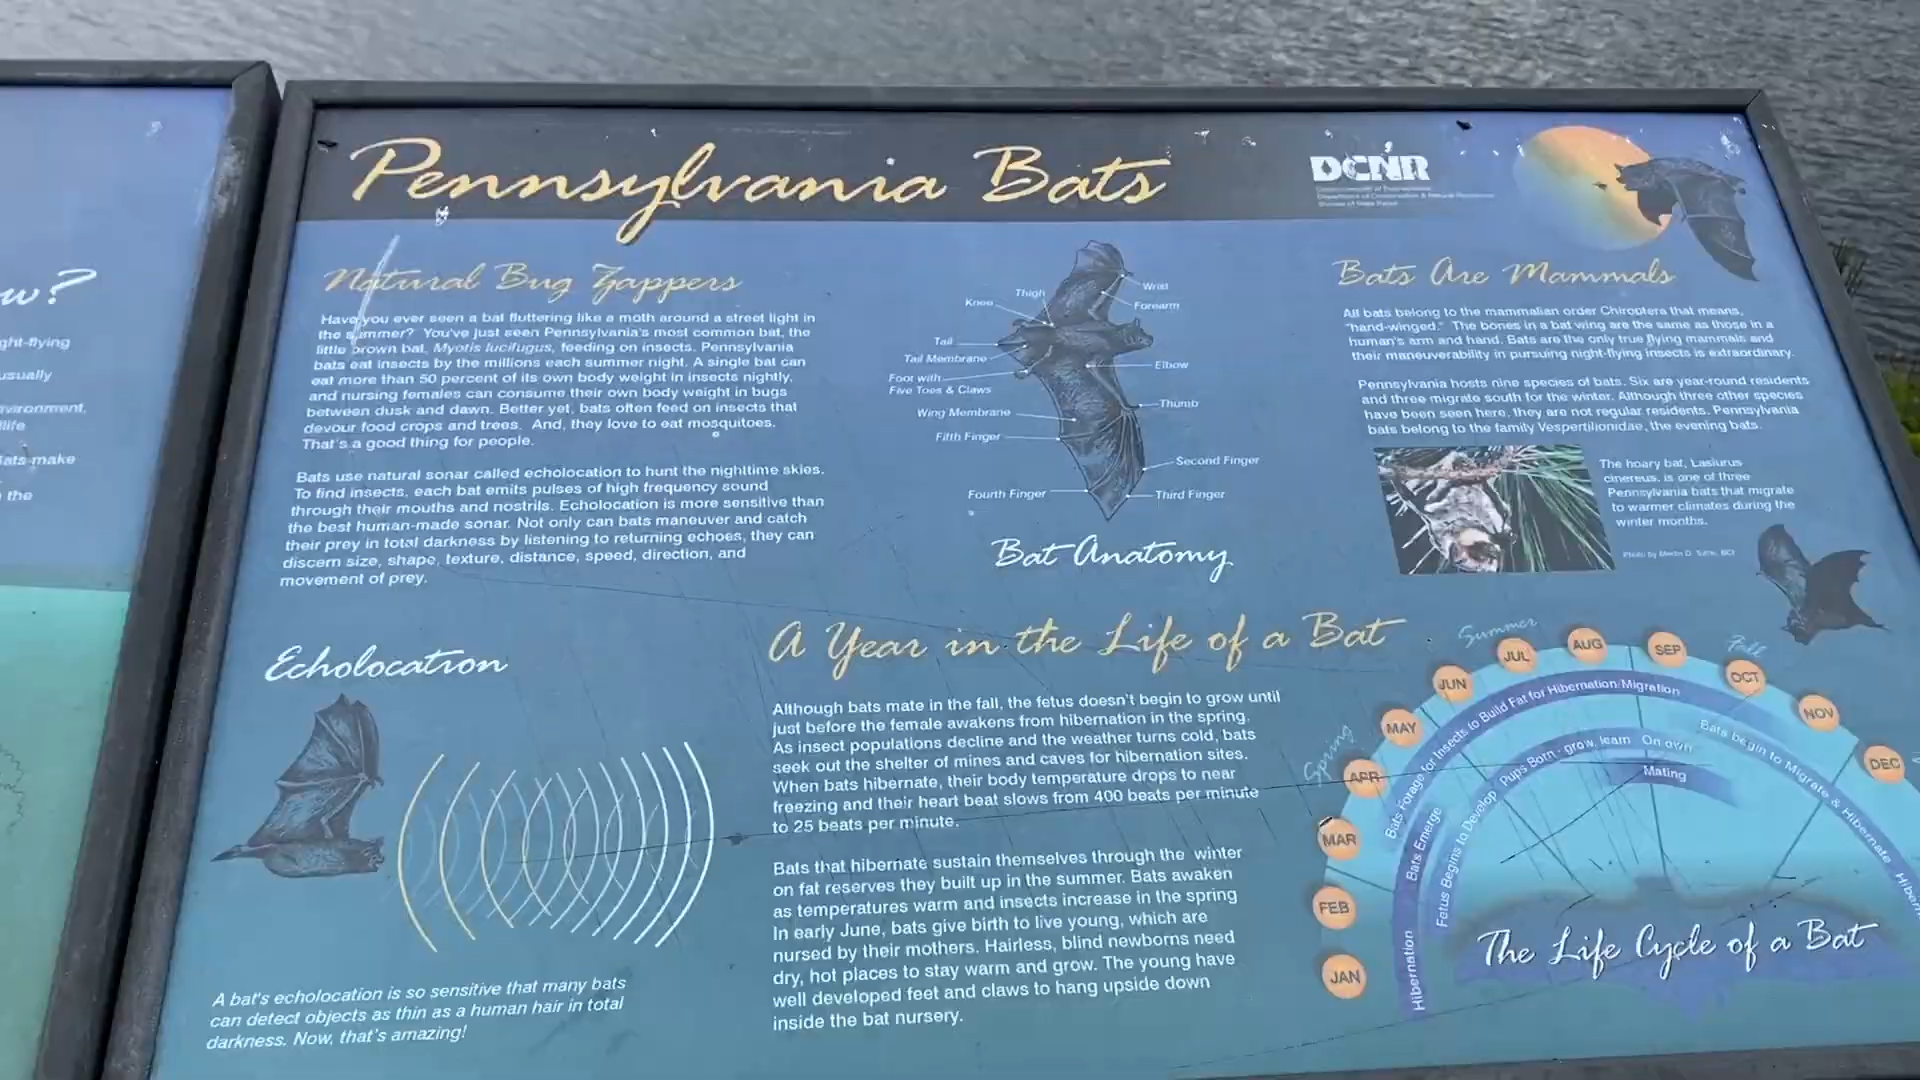 w?
ght-flying
usually
vironment,
life
ats make
the
Pennsylvania Bats
DCNR
Natural Bug Zappers
Have you ever seen a bat fluttering like a moth around a street light in
the summer? You've just seen Pennsylvania's most common bat, the
little brown bat, Myotis lucifugus, feeding on insects. Pennsylvania
bats eat insects by the millions each summer night. A single bat can
eat more than 50 percent of its own body weight in insects nightly,
and nursing females can consume their own body weight in bugs
between dusk and dawn. Better yet, bats often feed on insects that
devour food crops and trees. And, they love to eat mosquitoes.
That's a good thing for people.
Bats use natural sonar called echolocation to hunt the nighttime skies.
To find insects, each bat emits pulses of high frequency sound
through their mouths and nostrils. Echolocation is more sensitive than
the best human-made sonar. Not only can bats maneuver and catch
their prey in total darkness by listening to returning echoes, they can
discern size, shape, texture, distance, speed, direction, and
movement of prey.
Thigh
Knee
Tail
Tail Membrane
Foot with
Five Toes & Claws
Wing Membrane
Fifth Finger
Fourth Finger
Wrist
Forearm
Elbow
Thumb
Second Finger
Third Finger
Bat Anatomy
Bats Are Mammals
All bats belong to the mammalian order Chiroptera that means,
"hand-winged." The bones in a bat wing are the same as those in a
human's arm and hand. Bats are the only true flying mammals and
their maneuverability in pursuing night-flying insects is extraordinary.
Pennsylvania hosts nine species of bats. Six are year-round residents
and three migrate south for the winter. Although three other species
have been seen here, they are not regular residents. Pennsylvania
bats belong to the family Vespertilionidae, the evening bats.
The hoary bat, Lasiurus
cinereus, is one of three
Pennsylvania bats that migrate
to warmer climates during the
winter months.
Photo by Merlin D. Tuttle, BCI
Echolocation
A bat's echolocation is so sensitive that many bats
can detect objects as thin as a human hair in total
darkness. Now, that's amazing!
A Year in the Life of a Bat
Although bats mate in the fall, the fetus doesn't begin to grow until
just before the female awakens from hibernation in the spring.
As insect populations decline and the weather turns cold, bats
seek out the shelter of mines and caves for hibernation sites.
When bats hibernate, their body temperature drops to near
freezing and their heart beat slows from 400 beats per minute
to 25 beats per minute.
Bats that hibernate sustain themselves through the winter
on fat reserves they built up in the summer. Bats awaken
as temperatures warm and insects increase in the spring
In early June, bats give birth to live young, which are
nursed by their mothers. Hairless, blind newborns need
dry, hot places to stay warm and grow. The young have
well developed feet and claws to hang upside down
inside the bat nursery.
Spring
Summer
Fall
JAN
FEB
MAR
APR
MAY
JUN
JUL
AUG
SEP
OCT
NOV
DEC
Hibernation
Bats Emerge
Bats Forage for Insects to Build Fat for Hibernation/Migration
Fetus Begins to Develop
Pups Born - grow, learn
On own
Mating
Bats begin to Migrate & Hibernate
Hibern
The Life Cycle of a Bat